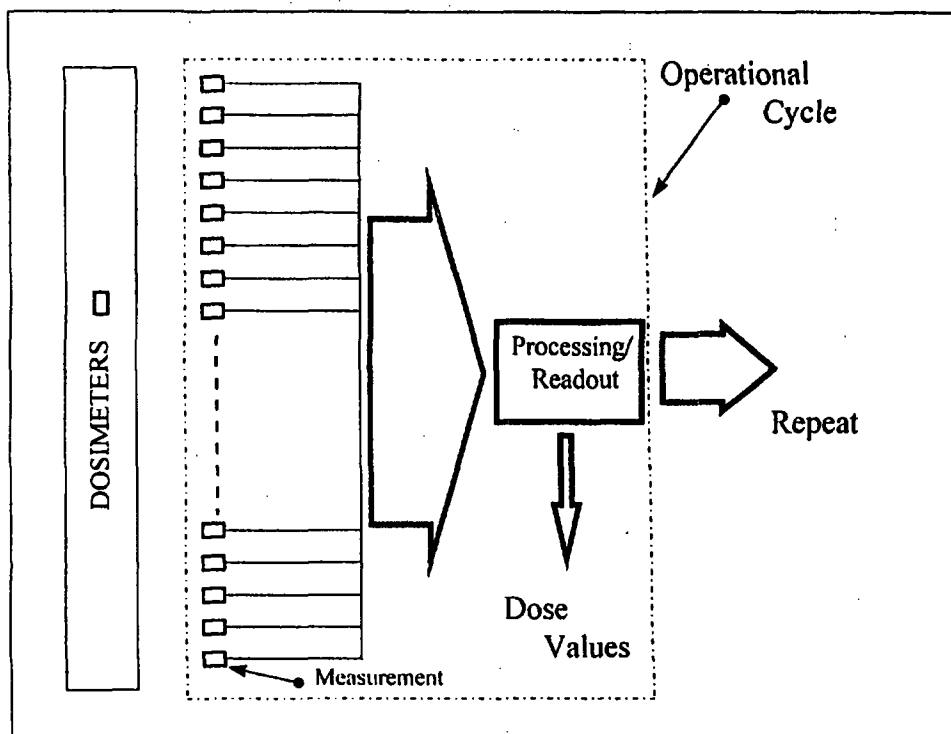 DOSIMETERS
Operational
Cycle
Processing/
Readout
Repeat
Dose
Values
Measurement